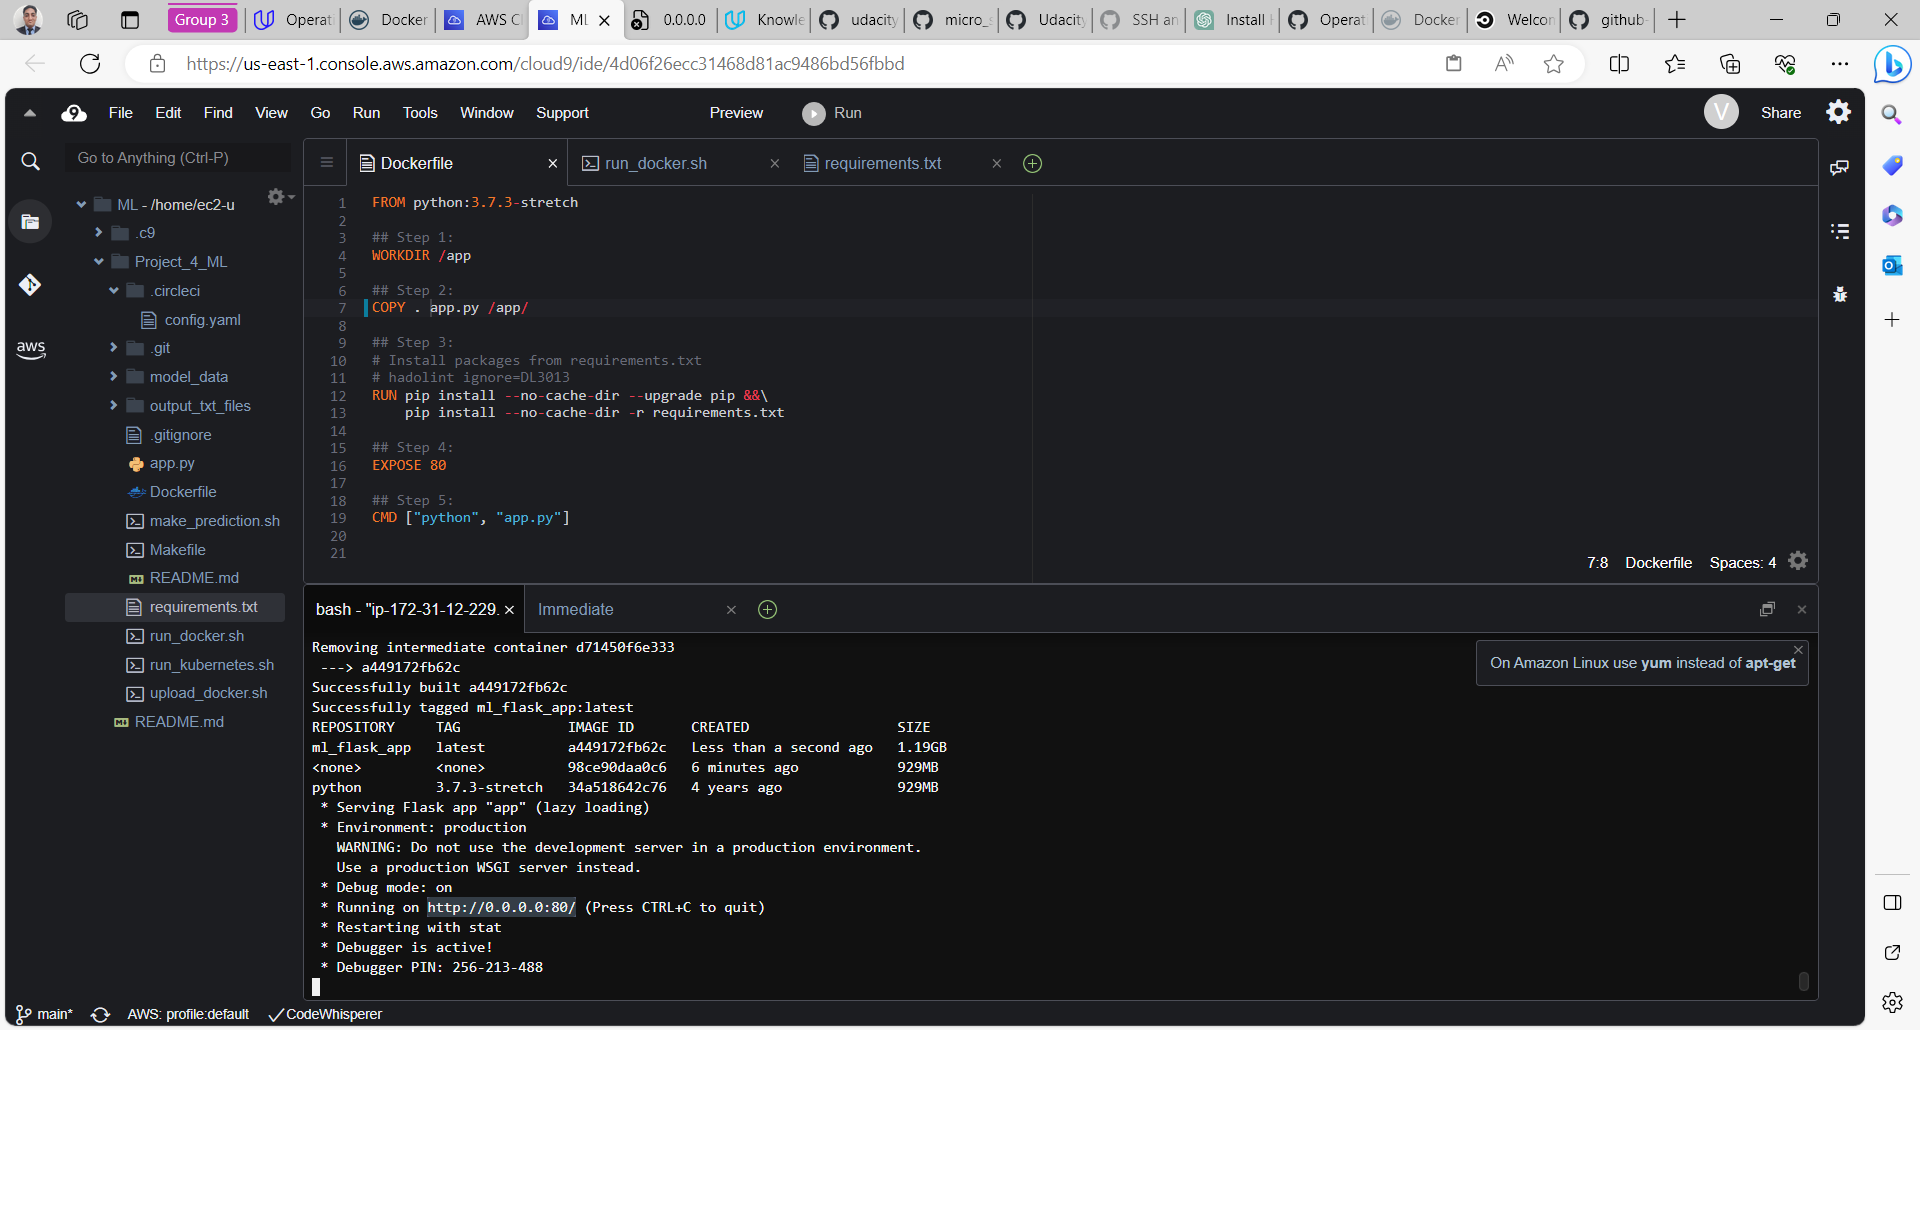 Group 3
Operati
Docker
AWS Cl
ML
0.0.0.0
Knowle
udacity
micro_s
Udacity
SSH an
Install
Operat
Docker
Welcon
github-
https://us-east-1.console.aws.amazon.com/cloud9/ide/4d06f26ecc31468d81ac9486bd56fbbd
9 File Edit Find View Go Run Tools Window Support Preview Run V Share
Go to Anything (Ctrl-P)
Dockerfile
run_docker.sh
requirements.txt
ML - /home/ec2-u
.c9
Project_4_ML
.circleci
config.yaml
.git
model_data
output_txt_files
.gitignore
app.py
Dockerfile
make_prediction.sh
Makefile
README.md
requirements.txt
run_docker.sh
run_kubernetes.sh
upload_docker.sh
README.md
aws
1 FROM python:3.7.3-stretch
2
3 ## Step 1:
4 WORKDIR /app
5
6 ## Step 2:
7 COPY . app.py /app/
8
9 ## Step 3:
10 # Install packages from requirements.txt
11 # hadolint ignore=DL3013
12 RUN pip install --no-cache-dir --upgrade pip &&\
13 pip install --no-cache-dir -r requirements.txt
14
15 ## Step 4:
16 EXPOSE 80
17
18 ## Step 5:
19 CMD ["python", "app.py"]
20
21
7:8 Dockerfile Spaces: 4
bash - "ip-172-31-12-229.
Immediate
Removing intermediate container d71450f6e333
---> a449172fb62c
Successfully built a449172fb62c
Successfully tagged ml_flask_app:latest
REPOSITORY TAG IMAGE ID CREATED SIZE
ml_flask_app latest a449172fb62c Less than a second ago 1.19GB
<none> <none> 98ce90daa0c6 6 minutes ago 929MB
python 3.7.3-stretch 34a518642c76 4 years ago 929MB
* Serving Flask app "app" (lazy loading)
* Environment: production
WARNING: Do not use the development server in a production environment.
Use a production WSGI server instead.
* Debug mode: on
* Running on http://0.0.0.0:80/ (Press CTRL+C to quit)
* Restarting with stat
* Debugger is active!
* Debugger PIN: 256-213-488
On Amazon Linux use yum instead of apt-get
main* AWS: profile:default CodeWhisperer